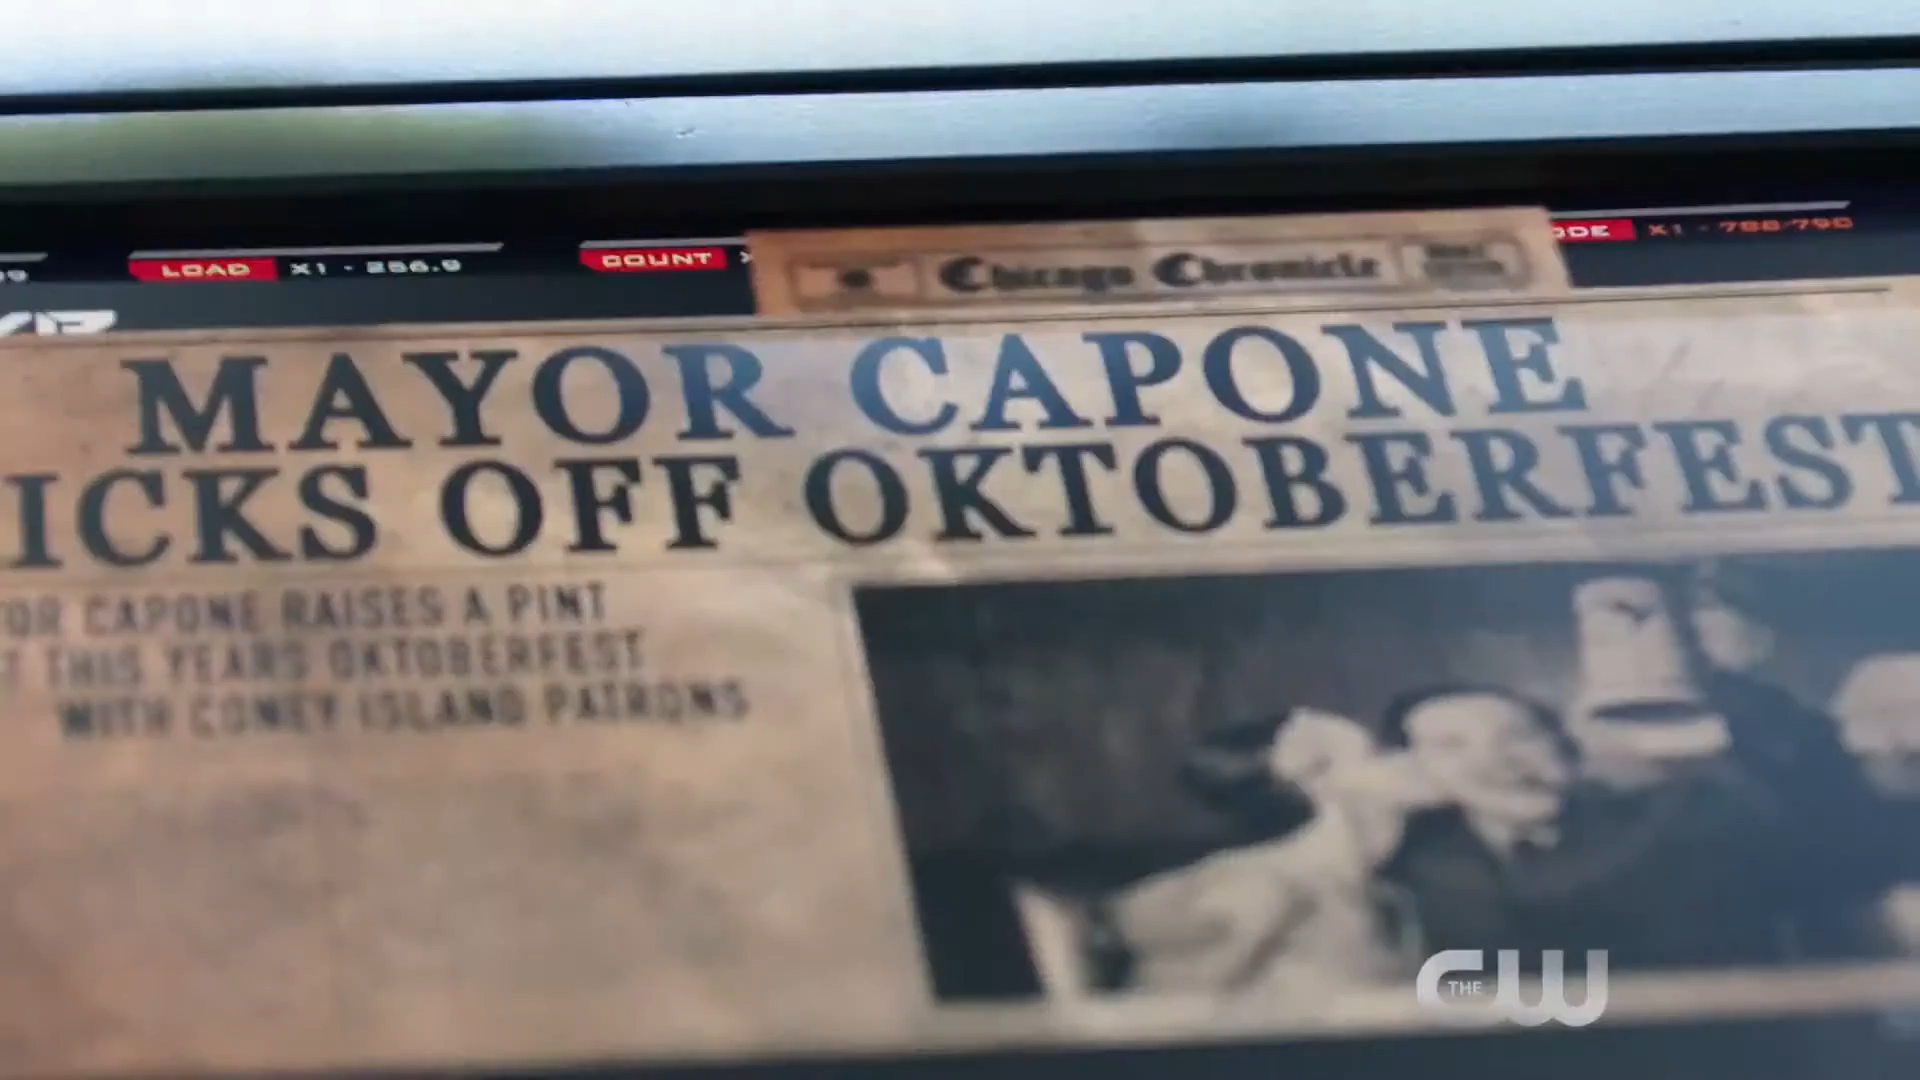 LOAD X1 - 256.9
COUNT
Chicago Chronicle
ODE X1 - 788/790
MAYOR CAPONE
ICKS OFF OKTOBERFEST
OR CAPONE RAISES A PINT
T THIS YEARS OKTOBERFEST
WITH CONEY ISLAND PATRONS
THE CW